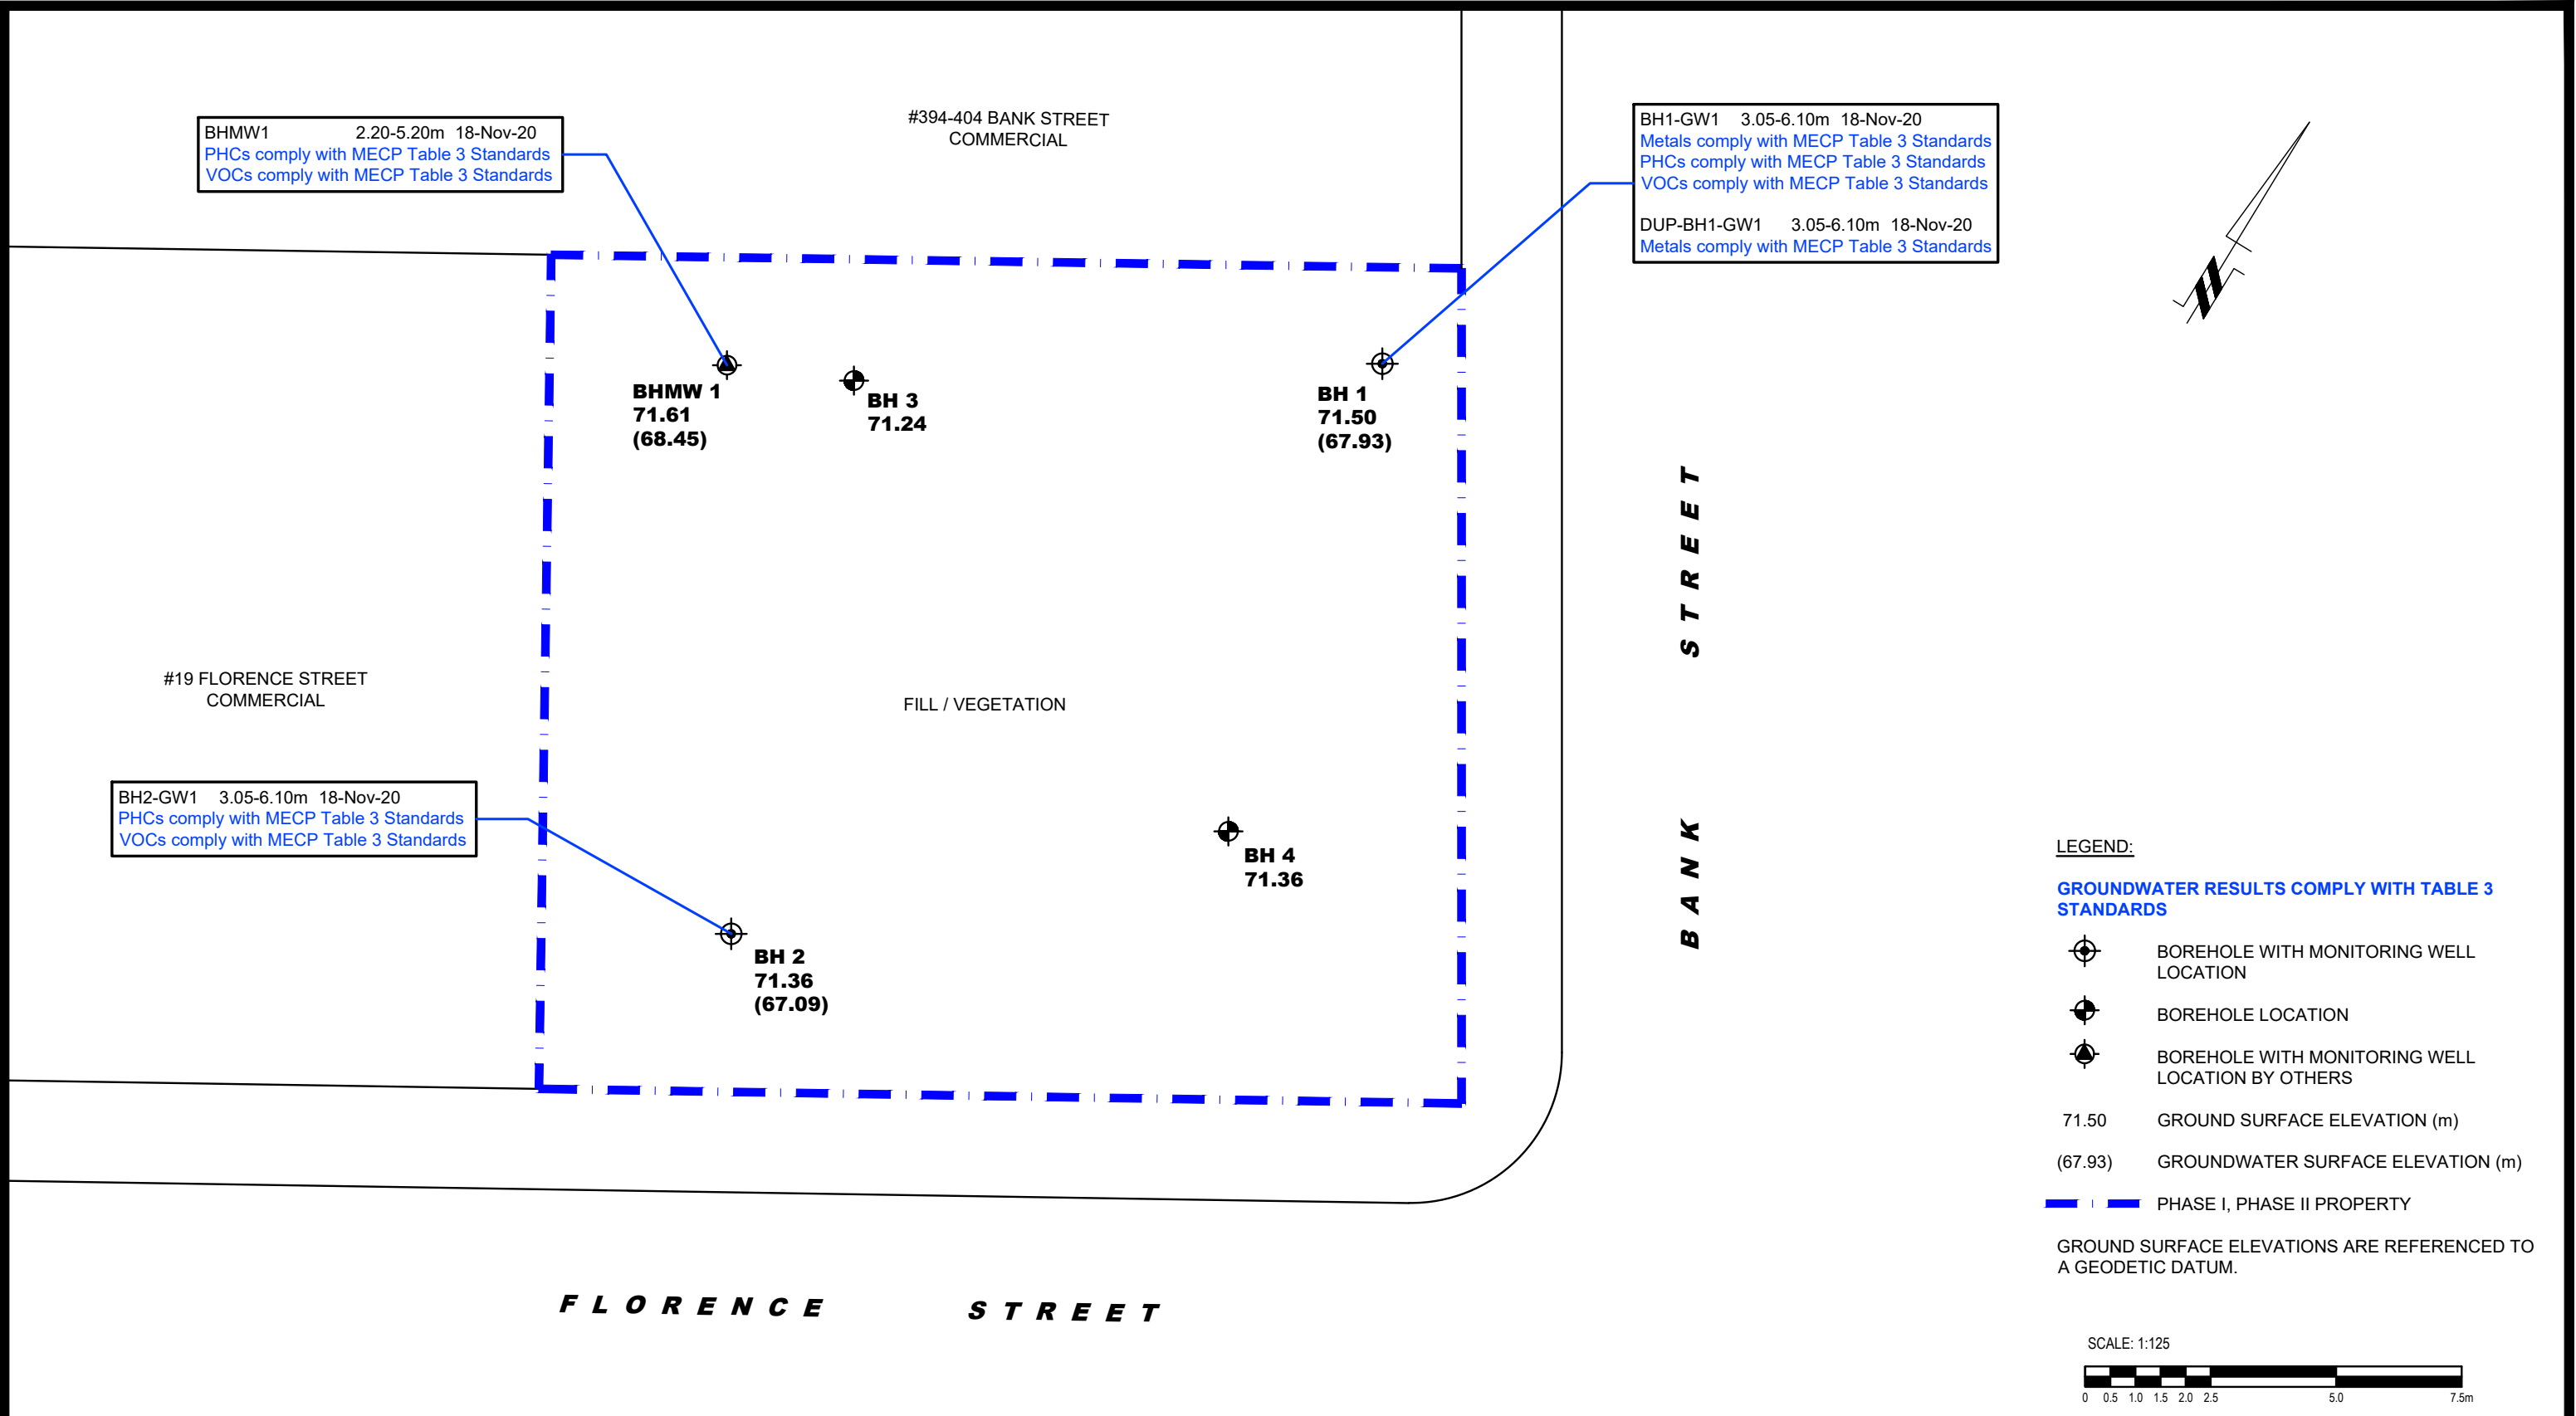 #394-404 BANK STREET
COMMERCIAL
BHMW1 2.20-5.20m 18-Nov-20
PHCs comply with MECP Table 3 Standards
VOCs comply with MECP Table 3 Standards
BH1-GW1 3.05-6.10m 18-Nov-20
Metals comply with MECP Table 3 Standards
PHCs comply with MECP Table 3 Standards
VOCs comply with MECP Table 3 Standards
DUP-BH1-GW1 3.05-6.10m 18-Nov-20
Metals comply with MECP Table 3 Standards
N
BHMW 1
71.61
(68.45)
BH 3
71.24
BH 1
71.50
(67.93)
#19 FLORENCE STREET
COMMERCIAL
FILL / VEGETATION
BANK STREET
BH2-GW1 3.05-6.10m 18-Nov-20
PHCs comply with MECP Table 3 Standards
VOCs comply with MECP Table 3 Standards
BH 4
71.36
BH 2
71.36
(67.09)
FLORENCE STREET
LEGEND:
GROUNDWATER RESULTS COMPLY WITH TABLE 3
STANDARDS
BOREHOLE WITH MONITORING WELL
LOCATION
BOREHOLE LOCATION
BOREHOLE WITH MONITORING WELL
LOCATION BY OTHERS
71.50 GROUND SURFACE ELEVATION (m)
(67.93) GROUNDWATER SURFACE ELEVATION (m)
PHASE I, PHASE II PROPERTY
GROUND SURFACE ELEVATIONS ARE REFERENCED TO
A GEODETIC DATUM.
SCALE: 1:125
0 0.5 1.0 1.5 2.0 2.5 5.0 7.5m